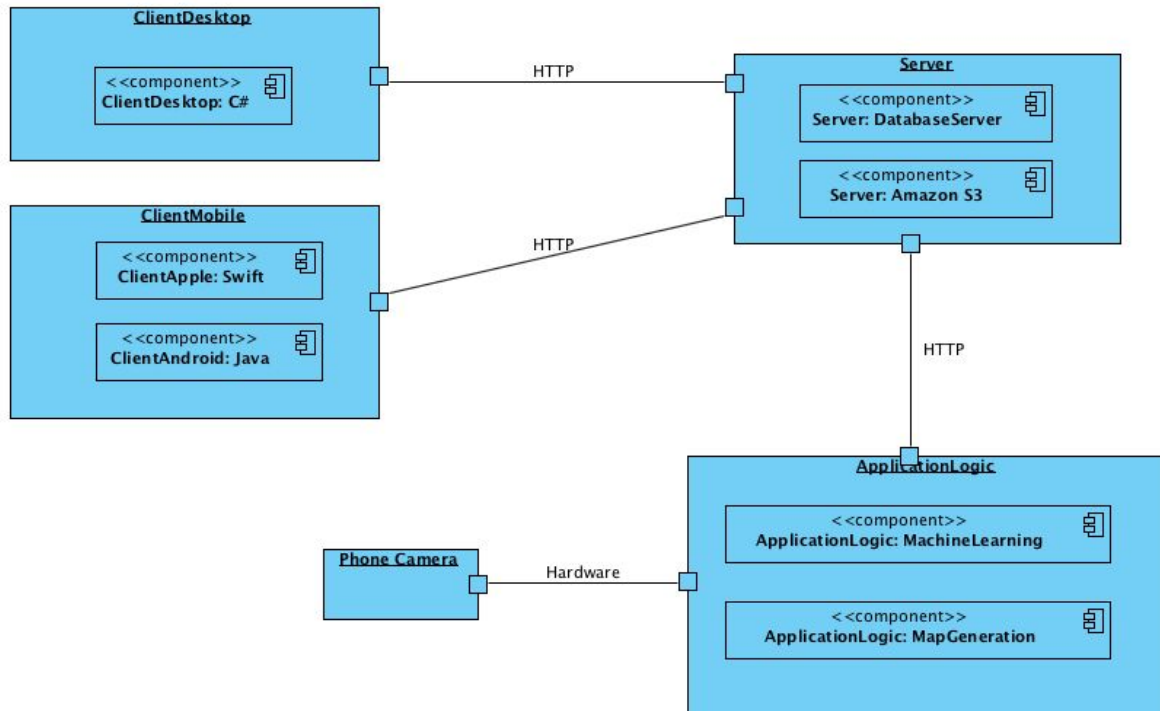 ClientDesktop
<<component>>
ClientDesktop: C#
HTTP
Server
<<component>>
Server: DatabaseServer
<<component>>
Server: Amazon S3
ClientMobile
<<component>>
ClientApple: Swift
<<component>>
ClientAndroid: Java
HTTP
HTTP
ApplicationLogic
<<component>>
ApplicationLogic: MachineLearning
<<component>>
ApplicationLogic: MapGeneration
Phone Camera
Hardware